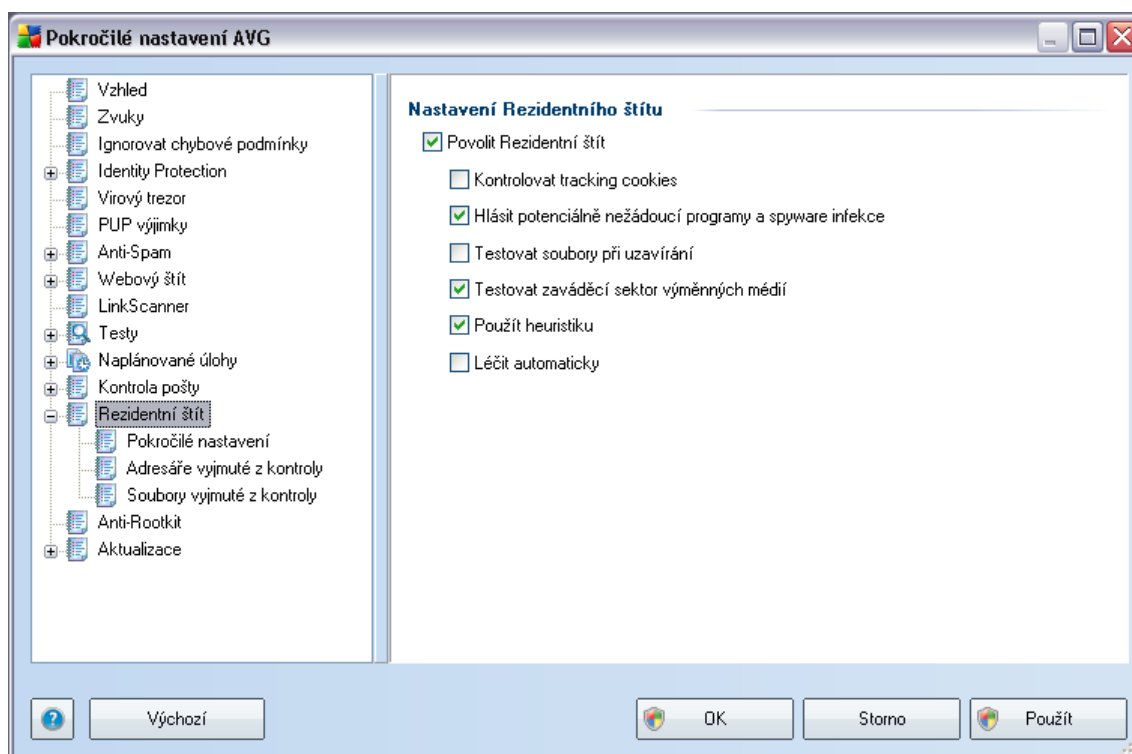 Pokročilé nastavení AVG
Vzhled
Zvuky
Ignorovat chybové podmínky
Identity Protection
Virový trezor
PUP výjimky
Anti-Spam
Webový štít
LinkScanner
Testy
Naplánované úlohy
Kontrola pošty
Rezidentní štít
Pokročilé nastavení
Adresáře vyjmuté z kontroly
Soubory vyjmuté z kontroly
Anti-Rootkit
Aktualizace
Nastavení Rezidentního štítu
Povolit Rezidentní štít
Kontrolovat tracking cookies
Hlásit potenciálně nežádoucí programy a spyware infekce
Testovat soubory při uzavírání
Testovat zaváděcí sektor výměnných médií
Použít heuristiku
Léčit automaticky
Výchozí
OK
Storno
Použít